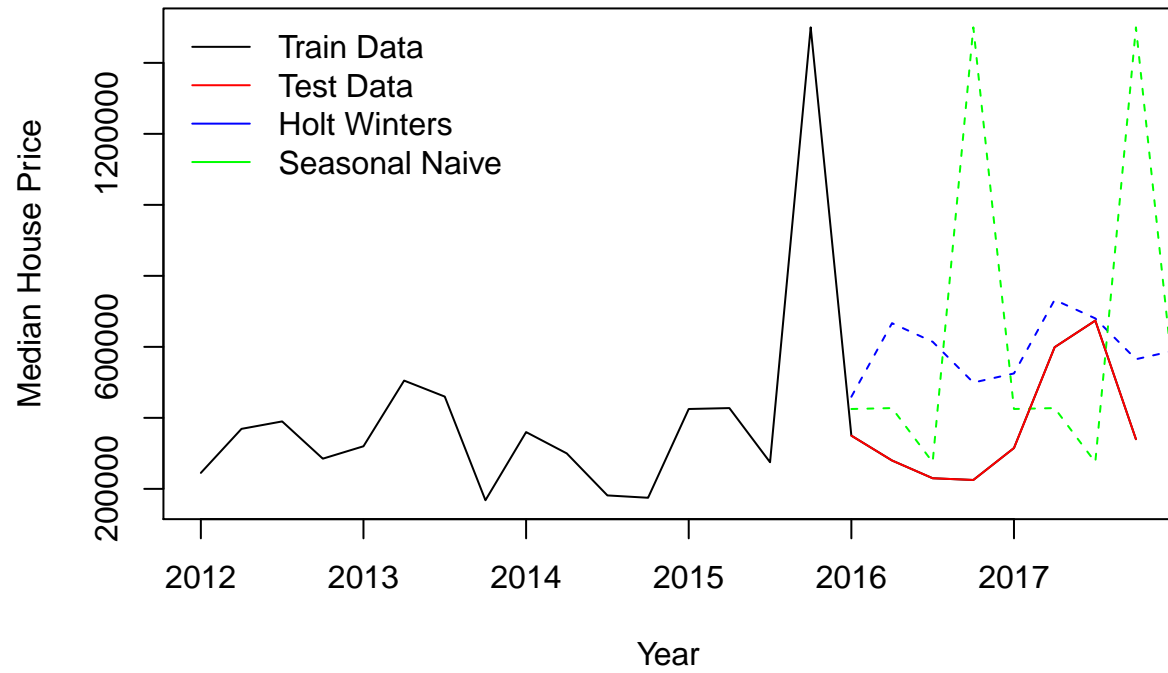 Train Data
Test Data
Holt Winters
Seasonal Naive
Median House Price
1200000
600000
200000
2012 2013 2014 2015 2016 2017
Year